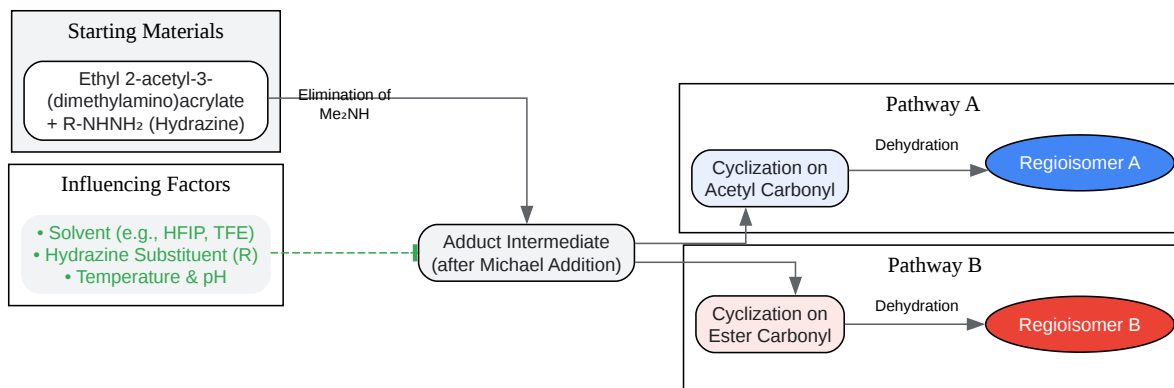 Starting Materials
Ethyl 2-acetyl-3-
(dimethylamino)acrylate
+ R-NHNH₂ (Hydrazine)
Elimination of
Me₂NH
Influencing Factors
• Solvent (e.g., HFIP, TFE)
• Hydrazine Substituent (R)
• Temperature & pH
Adduct Intermediate
(after Michael Addition)
Pathway A
Cyclization on
Acetyl Carbonyl
Dehydration
Regioisomer A
Pathway B
Cyclization on
Ester Carbonyl
Dehydration
Regioisomer B